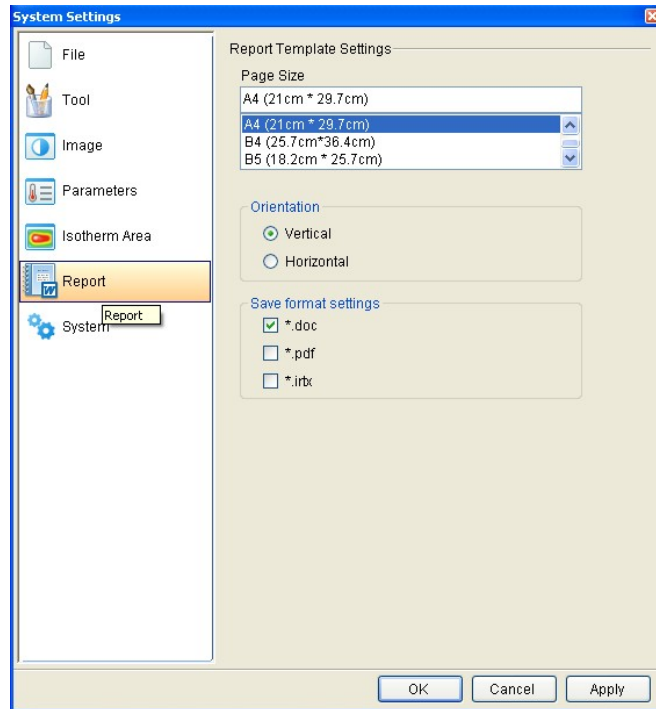 System Settings
File
Tool
Image
Parameters
Isotherm Area
Report
Report
System
Report Template Settings
Page Size
A4 (21cm * 29.7cm)
A4 (21cm * 29.7cm)
B4 (25.7cm*36.4cm)
B5 (18.2cm * 25.7cm)
Orientation
Vertical
Horizontal
Save format settings
*.doc
*.pdf
*.irtx
OK
Cancel
Apply